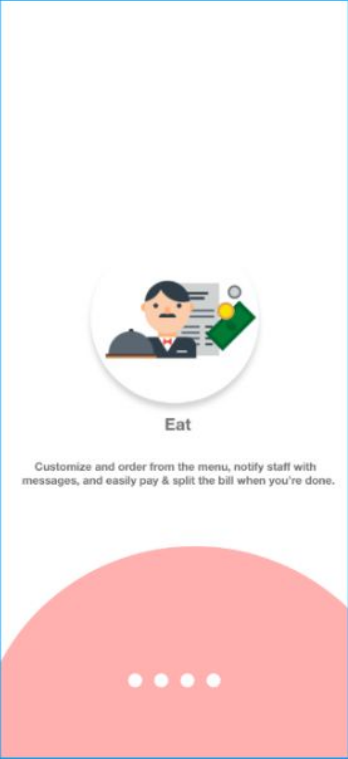 Eat
Customize and order from the menu, notify staff with
messages, and easily pay & split the bill when you're done.